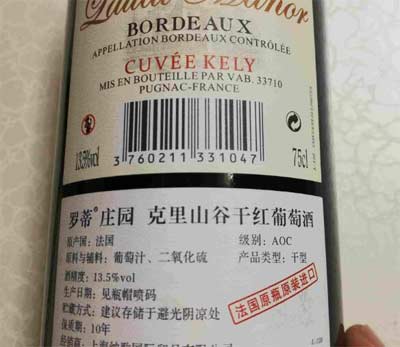 BORDEAUX
APPELLATION BORDEAUX CONTRÔLÉE
CUVÉE KELY
MIS EN BOUTEILLE PAR VAB. 33710
PUGNAC-FRANCE
13.5%vol
75cl
3 760211 331047
罗蒂®庄园 克里山谷干红葡萄酒
原产国：法国 级别：AOC
原料与辅料：葡萄汁、二氧化硫 产品类型：干型
酒精度：13.5%vol
生产日期：见瓶帽喷码
贮藏方式：建议存储于避光阴凉处
保质期：10年
法国原瓶原装进口